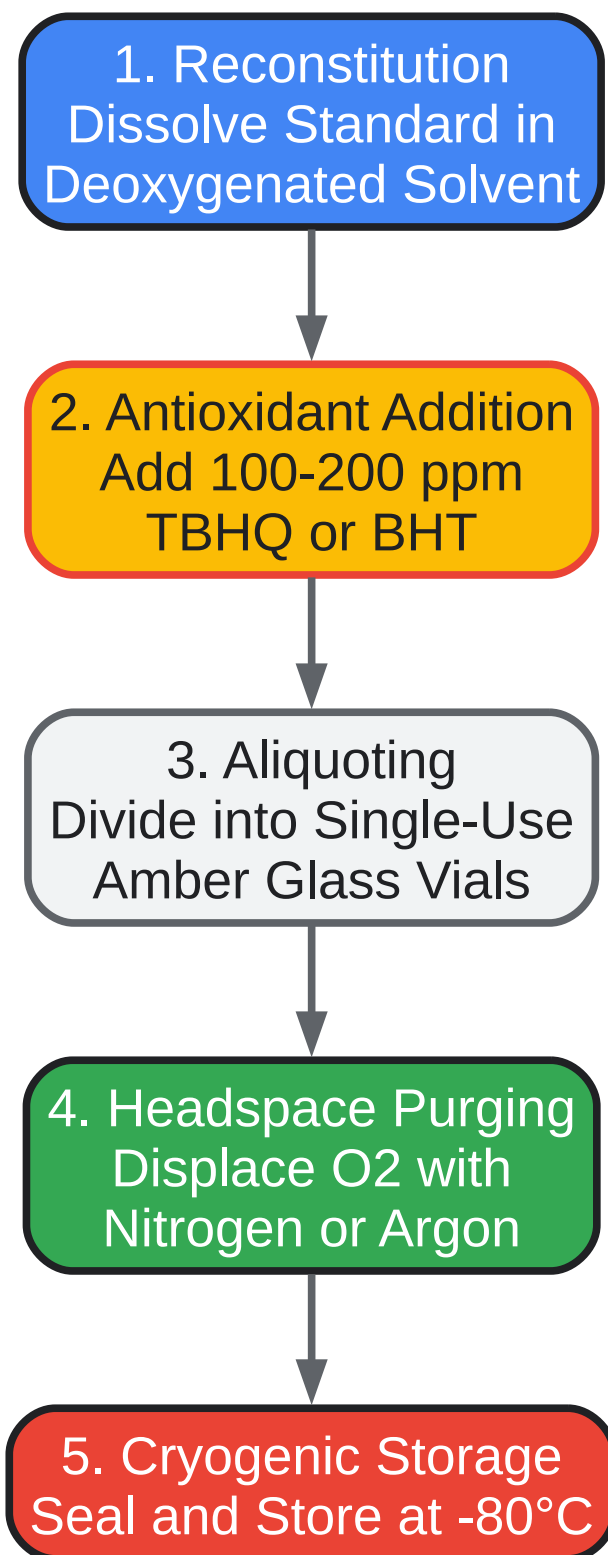 1. Reconstitution
Dissolve Standard in
Deoxygenated Solvent
2. Antioxidant Addition
Add 100-200 ppm
TBHQ or BHT
3. Aliquoting
Divide into Single-Use
Amber Glass Vials
4. Headspace Purging
Displace O2 with
Nitrogen or Argon
5. Cryogenic Storage
Seal and Store at -80°C